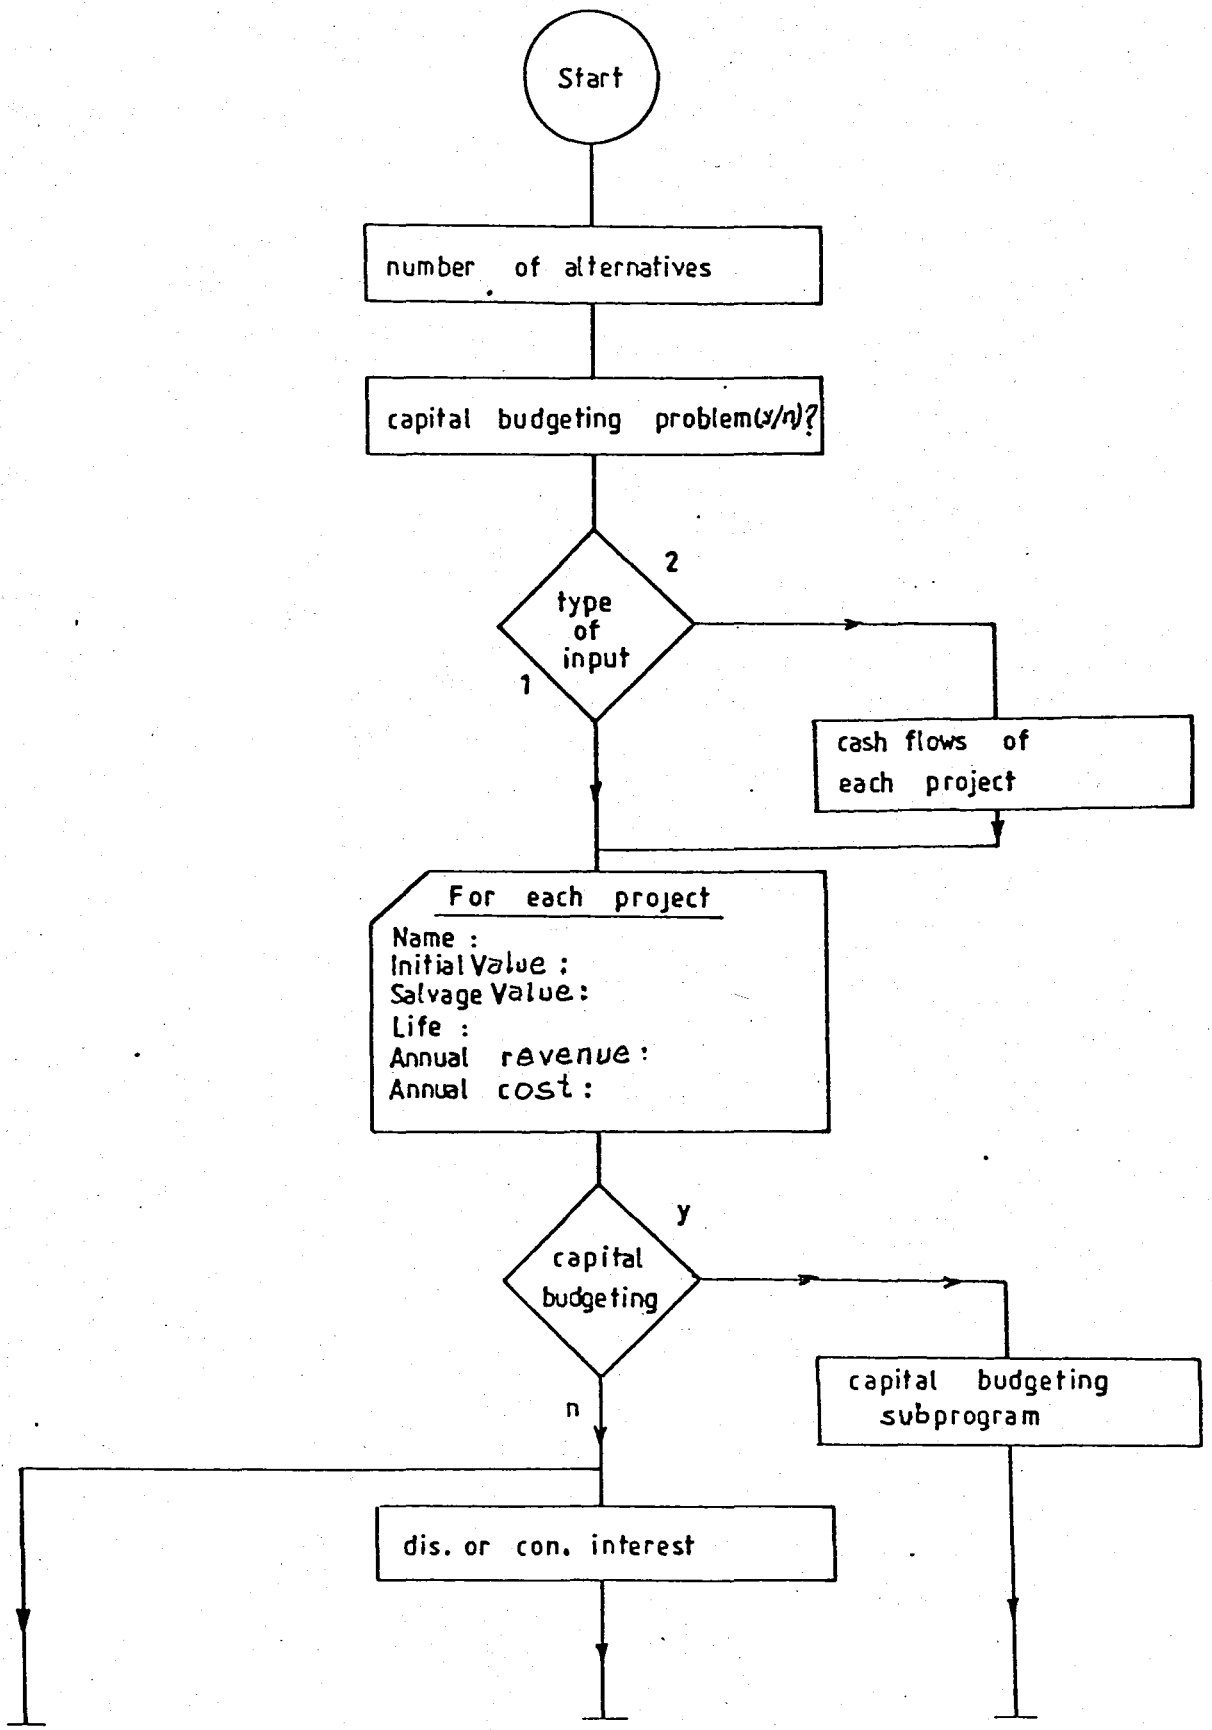 Start
number of alternatives
capital budgeting problem(y/n)?
2
type
of
input
1
cash flows of
each project
For each project
Name :
Initial Value :
Salvage Value :
Life :
Annual revenue :
Annual cost :
y
capital
budgeting
n
capital budgeting
subprogram
dis. or con. interest